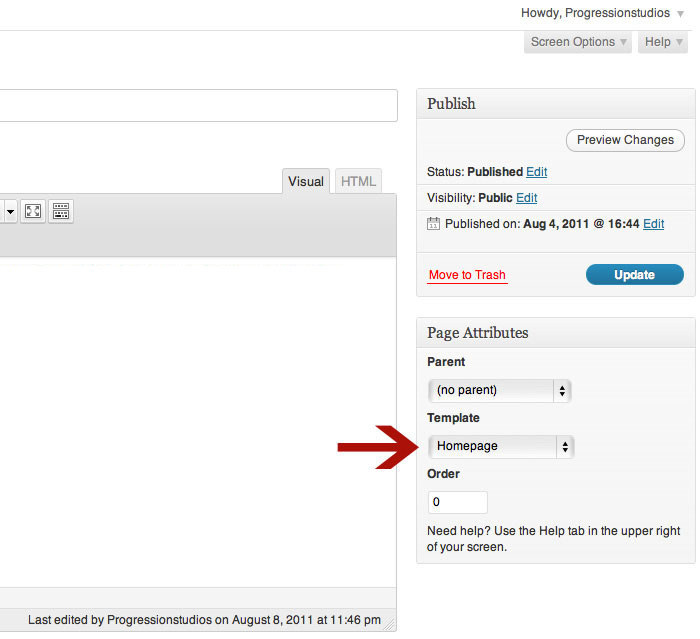 Howdy, Progressionstudios
Screen Options Help
Publish
Preview Changes
Visual HTML
Status: Published Edit
Visibility: Public Edit
Published on: Aug 4, 2011 @ 16:44 Edit
Move to Trash Update
Page Attributes
Parent
(no parent)
Template
Homepage
Order
0
Need help? Use the Help tab in the upper right
of your screen.
Last edited by Progressionstudios on August 8, 2011 at 11:46 pm